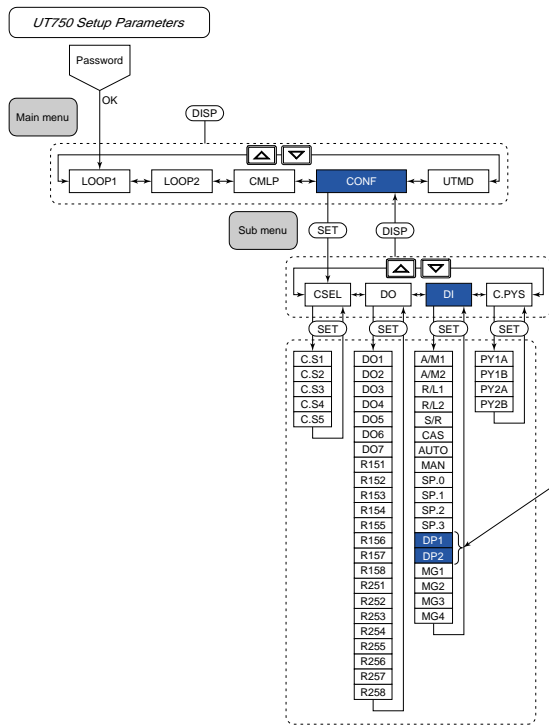 UT750 Setup Parameters
Password
OK
Main menu
DISP
LOOP1
LOOP2
CMLP
CONF
UTMD
Sub menu
SET
DISP
CSEL
DO
DI
C.PYS
SET
SET
SET
SET
C.S1
C.S2
C.S3
C.S4
C.S5
DO1
DO2
DO3
DO4
DO5
DO6
DO7
R151
R152
R153
R154
R155
R156
R157
R158
R251
R252
R253
R254
R255
R256
R257
R258
A/M1
A/M2
R/L1
R/L2
S/R
CAS
AUTO
MAN
SP.0
SP.1
SP.2
SP.3
DP1
DP2
MG1
MG2
MG3
MG4
PY1A
PY1B
PY2A
PY2B